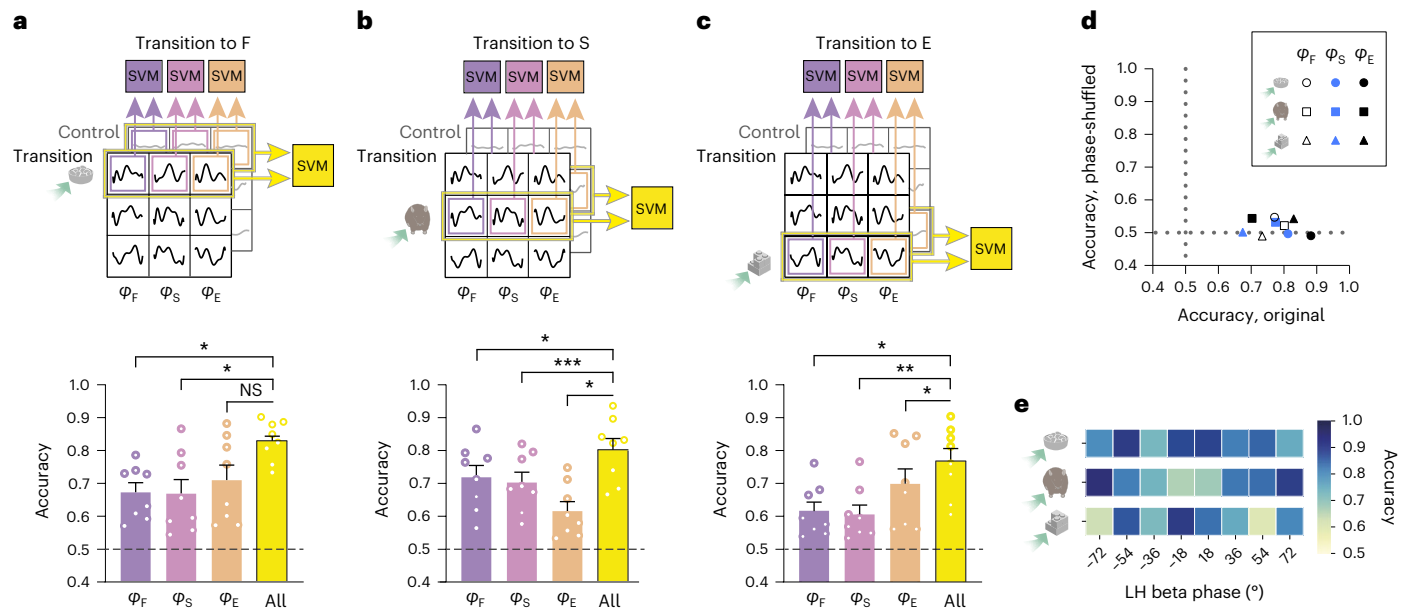 a
Transition to F
SVM SVM SVM
Control
Transition
SVM
φF φS φE
* 
*
NS
1.0
0.9
0.8
0.7
0.6
0.5
0.4
Accuracy
φF φS φE All
b
Transition to S
SVM SVM SVM
Control
Transition
SVM
φF φS φE
*
***
*
1.0
0.9
0.8
0.7
0.6
0.5
0.4
Accuracy
φF φS φE All
c
Transition to E
SVM SVM SVM
Control
Transition
SVM
φF φS φE
*
**
*
1.0
0.9
0.8
0.7
0.6
0.5
0.4
Accuracy
φF φS φE All
d
φF φS φE
1.0
0.9
0.8
0.7
0.6
0.5
0.4
Accuracy, phase-shuffled
0.4 0.5 0.6 0.7 0.8 0.9 1.0
Accuracy, original
e
1.0
0.9
0.8
0.7
0.6
0.5
Accuracy
−72 −54 −36 −18 18 36 54 72
LH beta phase (°)